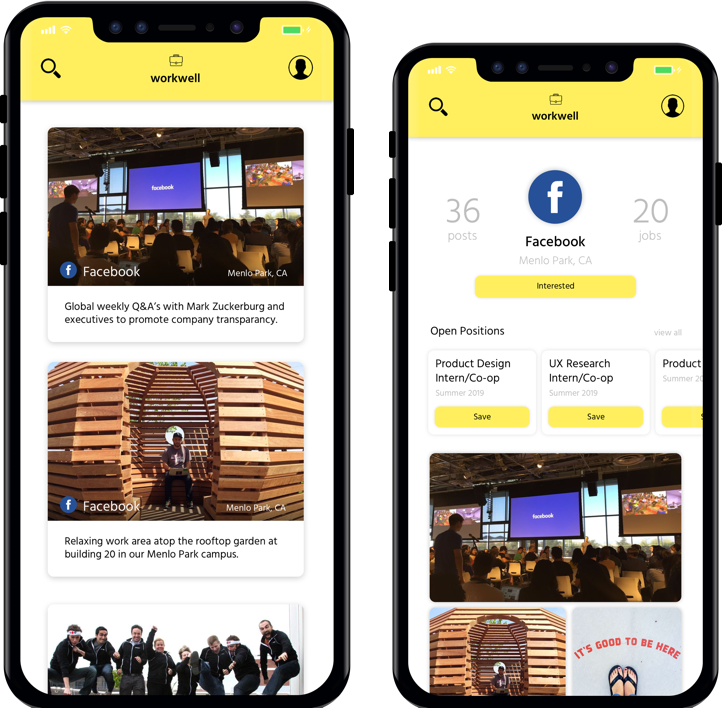 workwell
facebook
Facebook
Menlo Park, CA
Global weekly Q&A's with Mark Zuckerburg and
executives to promote company transparancy.
Facebook
Menlo Park, CA
Relaxing work area atop the rooftop garden at
building 20 in our Menlo Park campus.
workwell
36
posts
f
20
jobs
Facebook
Menlo Park, CA
Interested
Open Positions
view all
Product Design
Intern/Co-op
Summer 2019
Save
UX Research
Intern/Co-op
Summer 2019
Save
Product
Summer 20
S
facebook
IT'S GOOD TO BE HERE